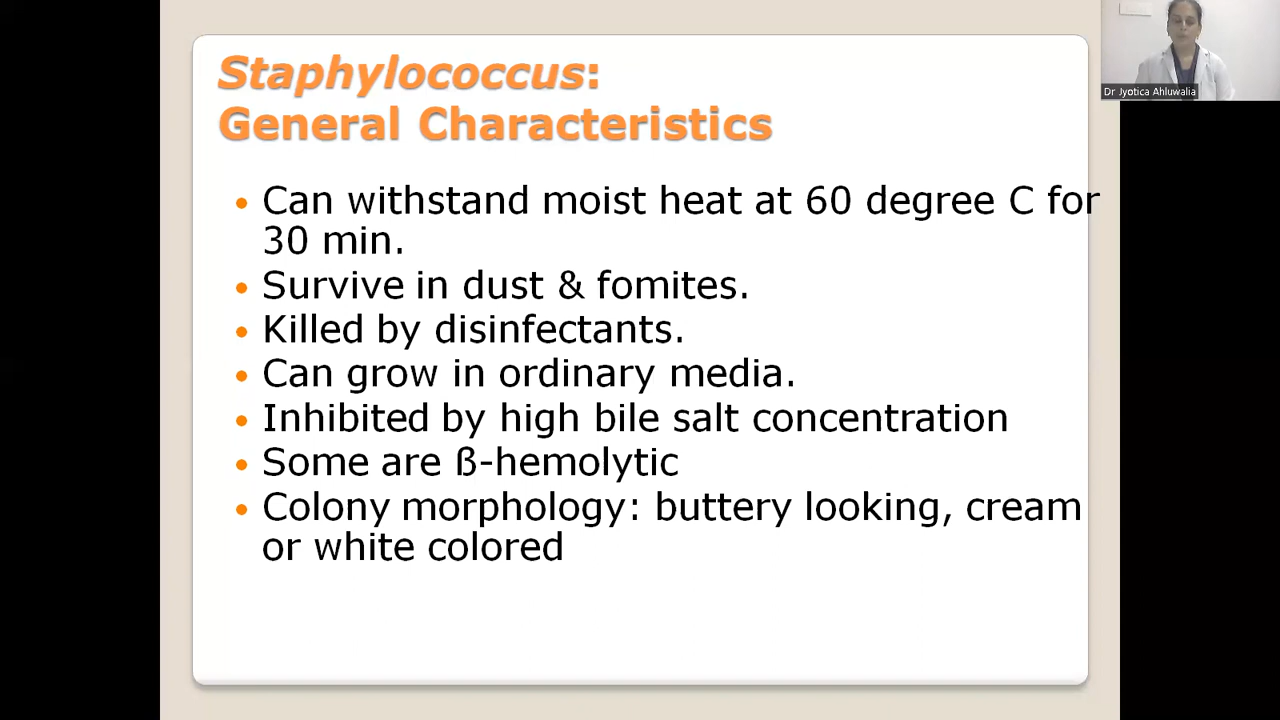 Staphylococcus:
General Characteristics
Dr Jyotica Ahluwalia
• Can withstand moist heat at 60 degree C for
30 min.
• Survive in dust & fomites.
• Killed by disinfectants.
• Can grow in ordinary media.
• Inhibited by high bile salt concentration
• Some are ß-hemolytic
• Colony morphology: buttery looking, cream
or white colored